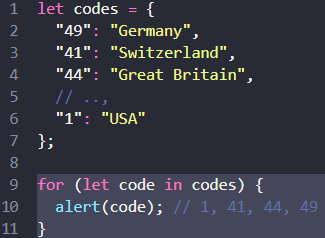 1 let codes = {
2 "49": "Germany",
3 "41": "Switzerland",
4 "44": "Great Britain",
5 // ..,
6 "1": "USA"
7 };
8
9 for (let code in codes) {
10 alert(code); // 1, 41, 44, 49
11 }